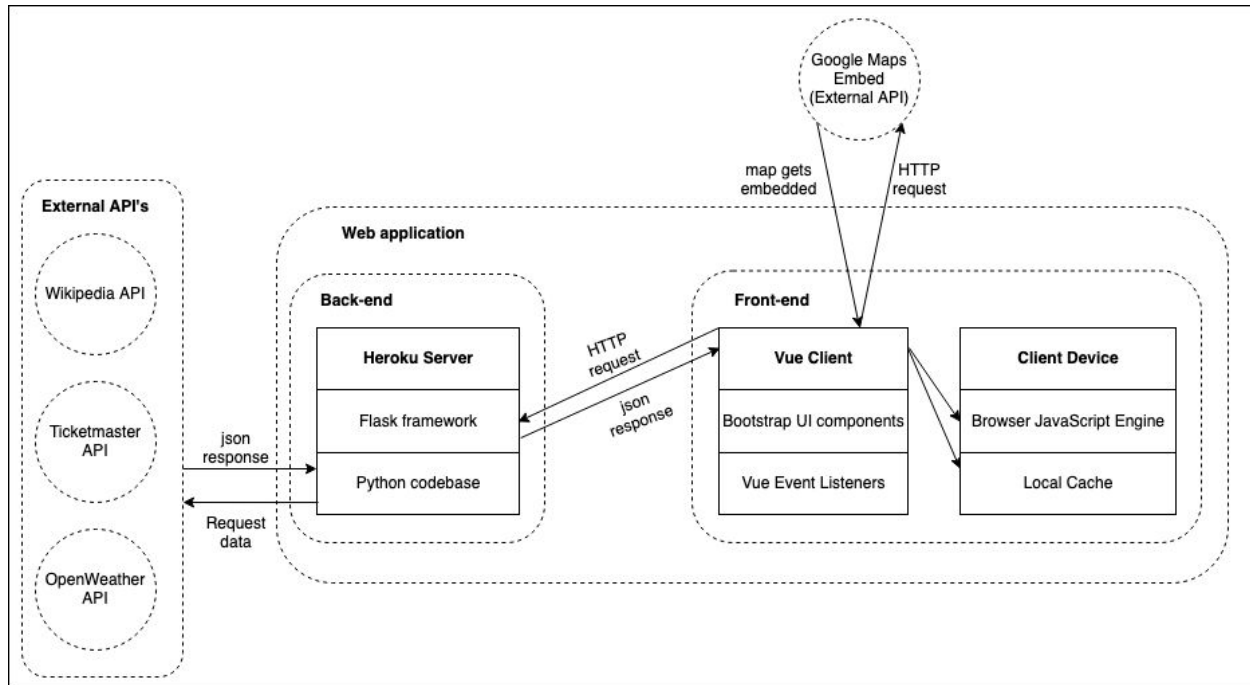 Google Maps
Embed
(External API)
map gets
embedded
HTTP
request
External API's
Wikipedia API
Ticketmaster
API
OpenWeather
API
json
response
Request
data
Web application
Back-end
Heroku Server
Flask framework
Python codebase
HTTP
request
json
response
Front-end
Vue Client
Bootstrap UI components
Vue Event Listeners
Client Device
Browser JavaScript Engine
Local Cache